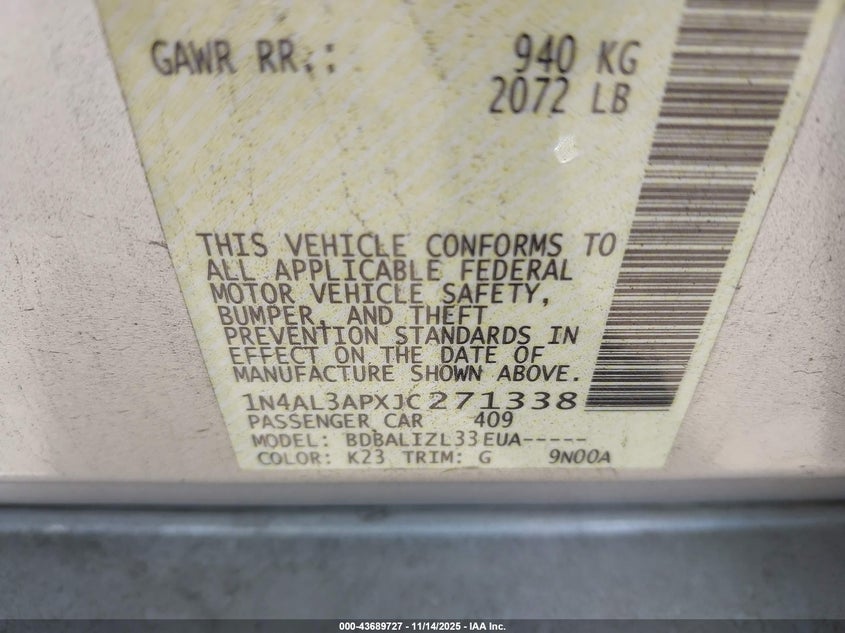 GAWR RR.: 940 KG
2072 LB
THIS VEHICLE CONFORMS TO
ALL APPLICABLE FEDERAL
MOTOR VEHICLE SAFETY,
BUMPER, AND THEFT
PREVENTION STANDARDS IN
EFFECT ON THE DATE OF
MANUFACTURE SHOWN ABOVE.
1N4AL3APXJC271338
PASSENGER CAR 409
MODEL: BDBALIZL33EUA-----
COLOR: K23 TRIM: G 9N00A
000-43689727 - 11/14/2025 - IAA Inc.